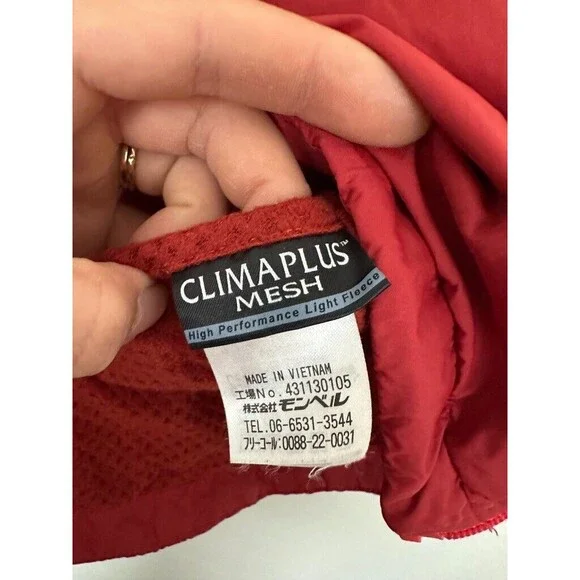 CLIMAPLUS™
MESH
High Performance Light Fleece
MADE IN VIETNAM
工場No. 431130105
株式会社モンベル
TEL.06-6531-3544
フリーコール:0088-22-0031